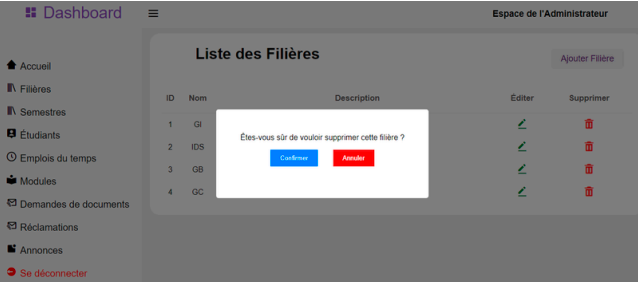 Dashboard
Espace de l'Administrateur
Accueil
Filières
Semestres
Étudiants
Emplois du temps
Modules
Demandes de documents
Réclamations
Annonces
Se déconnecter
Liste des Filières
Ajouter Filière
ID Nom Description Éditer Supprimer
1 GI
2 IDS
3 GB
4 GC
Êtes-vous sûr de vouloir supprimer cette filière ?
Confirmer Annuler